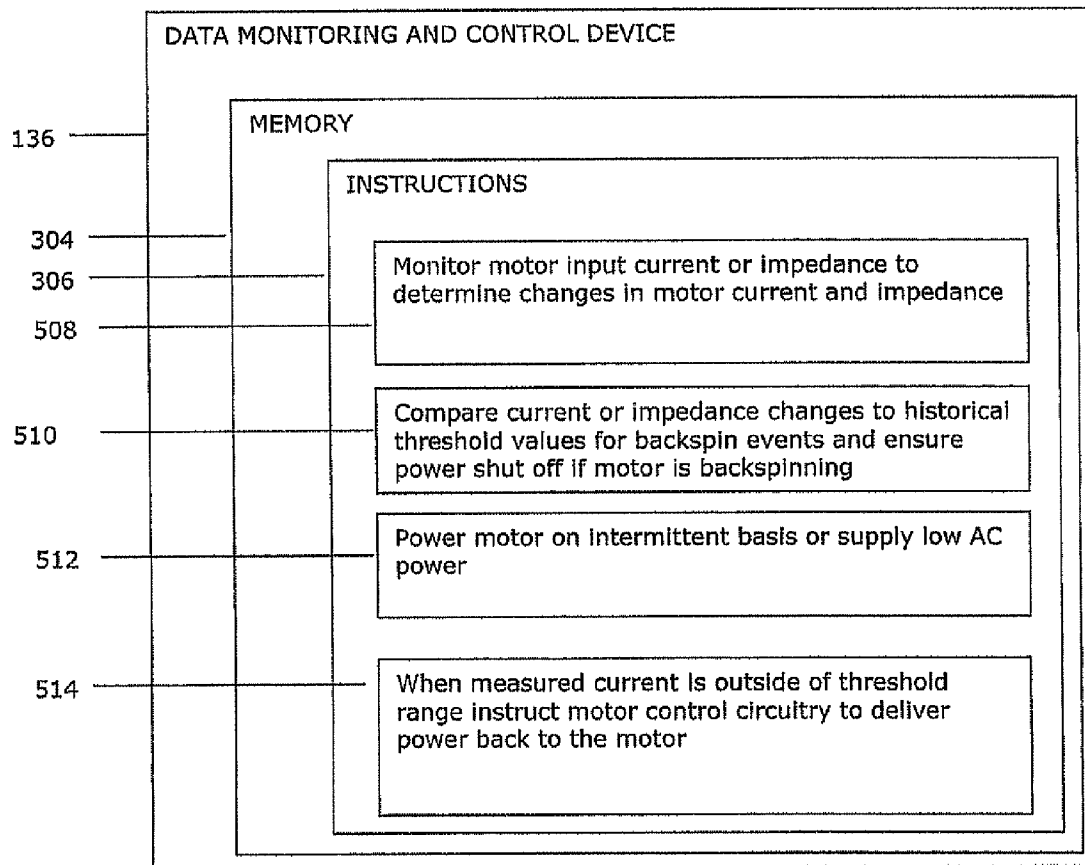 DATA MONITORING AND CONTROL DEVICE
136
MEMORY
INSTRUCTIONS
304
306
508
Monitor motor input current or impedance to
determine changes in motor current and impedance
510
Compare current or impedance changes to historical
threshold values for backspin events and ensure
power shut off if motor is backspinning
512
Power motor on intermittent basis or supply low AC
power
514
When measured current is outside of threshold
range instruct motor control circuitry to deliver
power back to the motor